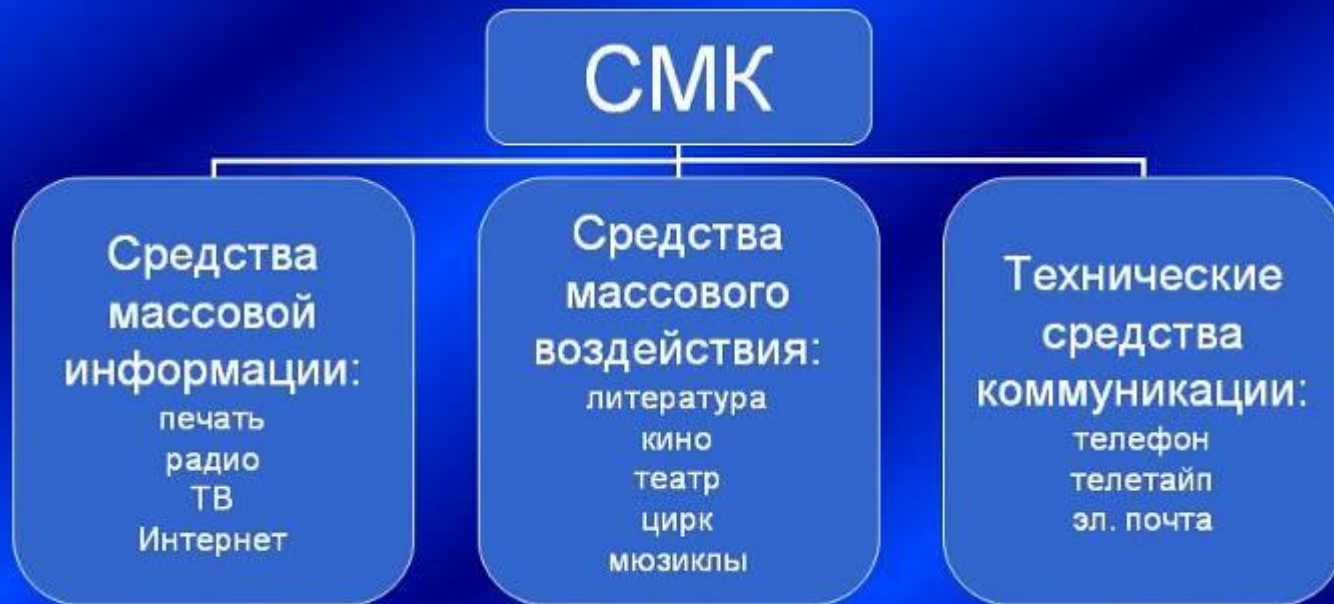 СМК
Средства
массовой
информации:
печать
радио
ТВ
Интернет
Средства
массового
воздействия:
литература
кино
театр
цирк
мюзиклы
Технические
средства
коммуникации:
телефон
телетайп
эл. почта